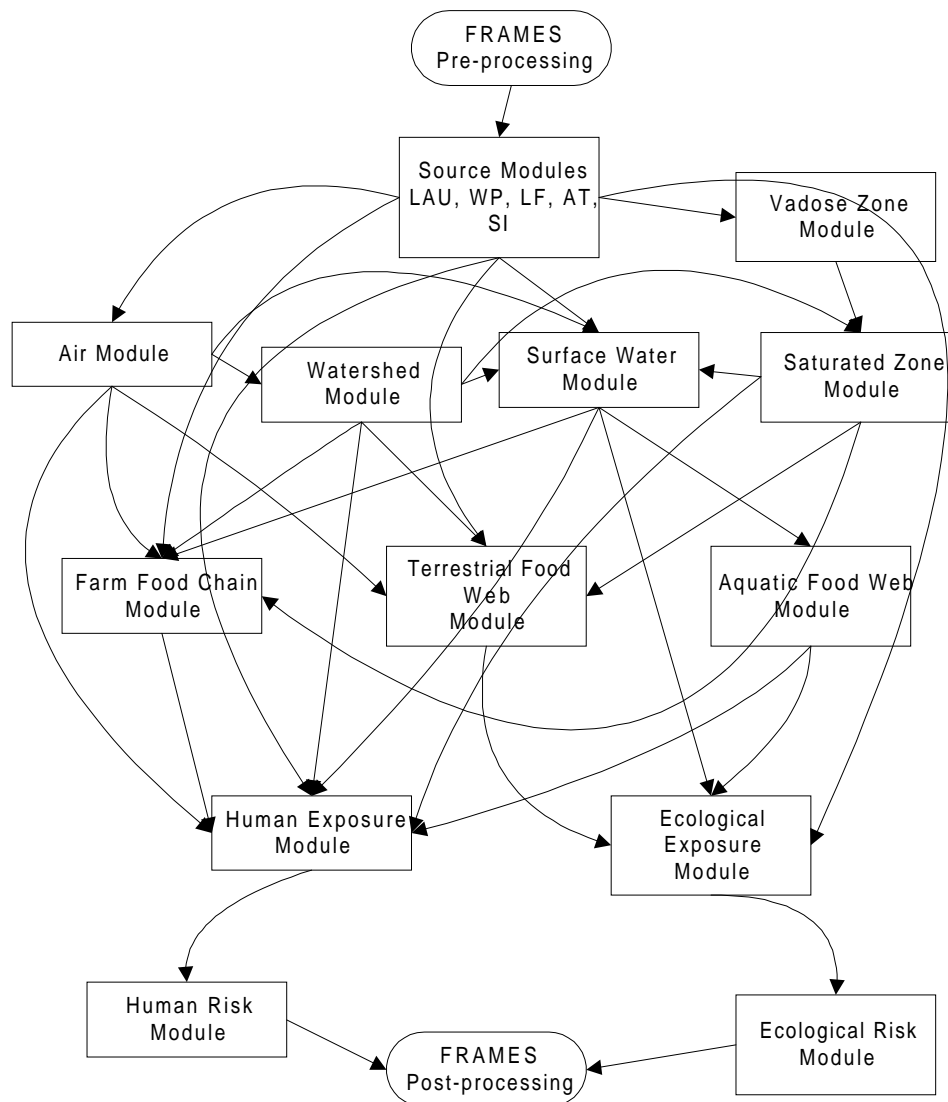 FRAMES
Pre-processing
Source Modules
LAU, WP, LF, AT,
SI
Vadose Zone
Module
Air Module
Watershed
Module
Surface Water
Module
Saturated Zone
Module
Farm Food Chain
Module
Terrestrial Food
Web
Module
Aquatic Food Web
Module
Human Exposure
Module
Ecological
Exposure
Module
Human Risk
Module
FRAMES
Post-processing
Ecological Risk
Module